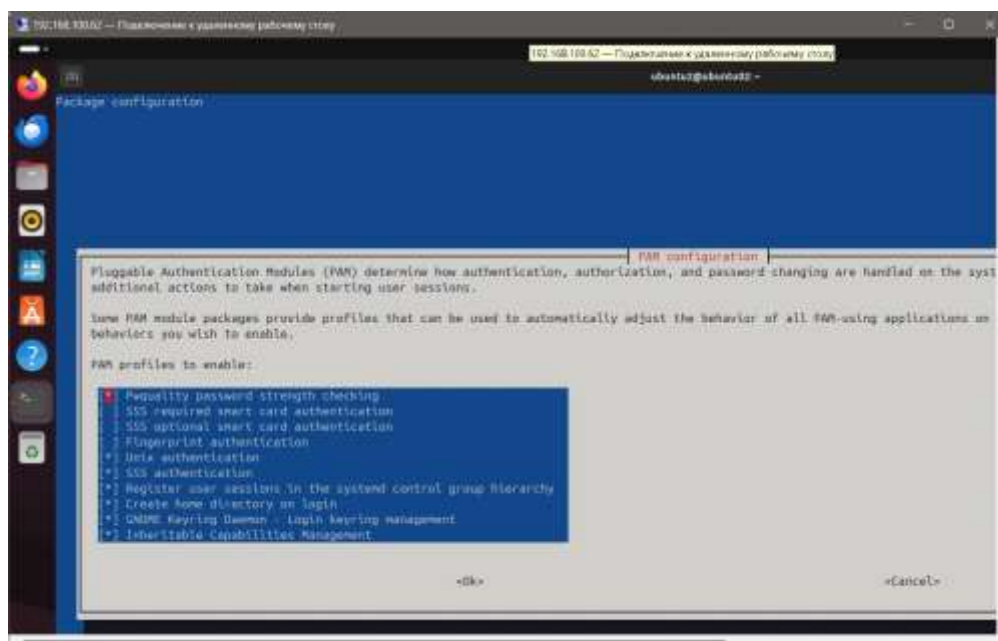 192.168.100.62 — Подключение к удаленному рабочему столу
192.168.100.62 — Подключение к удаленному рабочему столу
Package configuration
PAM configuration
Pluggable Authentication Modules (PAM) determine how authentication, authorization, and password changing are handled on the syst
additional actions to take when starting user sessions.
Some PAM module packages provide profiles that can be used to automatically adjust the behavior of all PAM-using applications on
behaviors you wish to enable.
PAM profiles to enable:
[*] Pwquality password strength checking
[ ] SSS required smart card authentication
[ ] SSS optional smart card authentication
[ ] Fingerprint authentication
[*] Unix authentication
[*] SSS authentication
[*] Register user sessions in the systemd control group hierarchy
[*] Create home directory on login
[*] GNOME Keyring Daemon - Login keyring management
[*] Inheritable Capabilities Management
<Ok>
<Cancel>